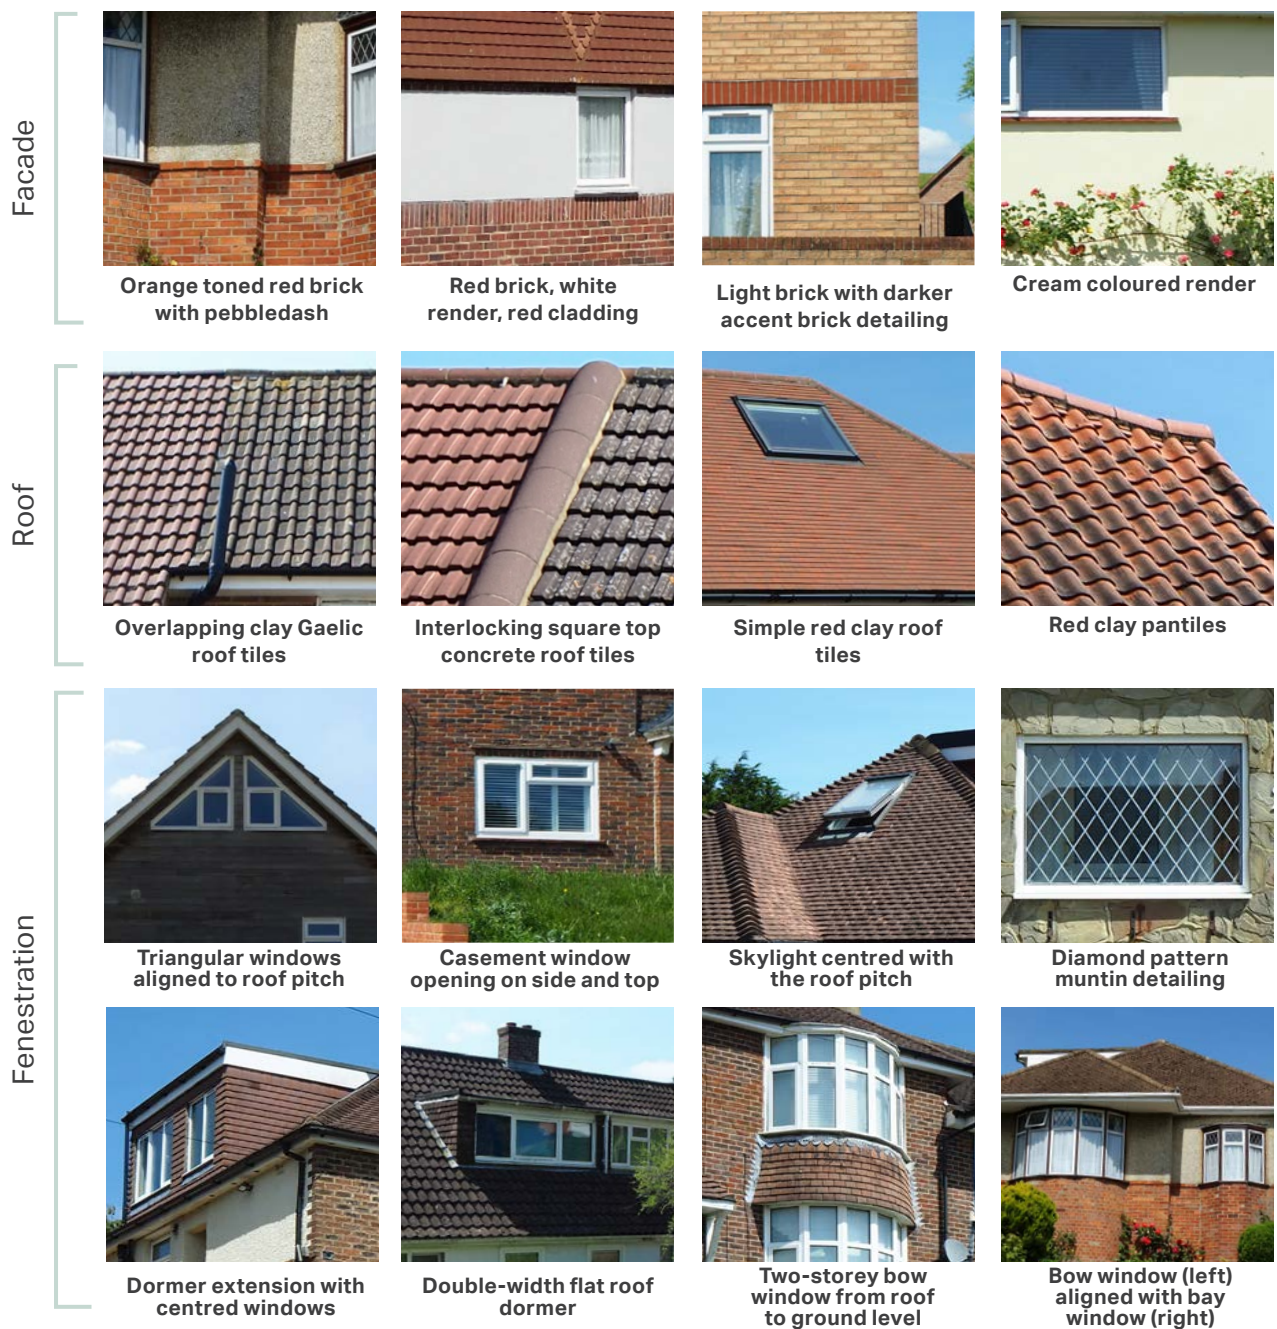 Facade
Orange toned red brick
with pebbledash
Red brick, white
render, red cladding
Light brick with darker
accent brick detailing
Cream coloured render
Roof
Overlapping clay Gaelic
roof tiles
Interlocking square top
concrete roof tiles
Simple red clay roof
tiles
Red clay pantiles
Fenestration
Triangular windows
aligned to roof pitch
Casement window
opening on side and top
Skylight centred with
the roof pitch
Diamond pattern
muntin detailing
Dormer extension with
centred windows
Double-width flat roof
dormer
Two-storey bow
window from roof
to ground level
Bow window (left)
aligned with bay
window (right)